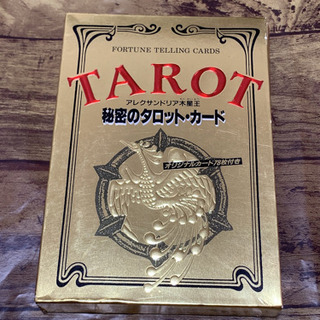 FORTUNE TELLING CARDS
TAROT
アレクサンドリア木星王
秘密のタロット・カード
オリジナルカード78枚付き